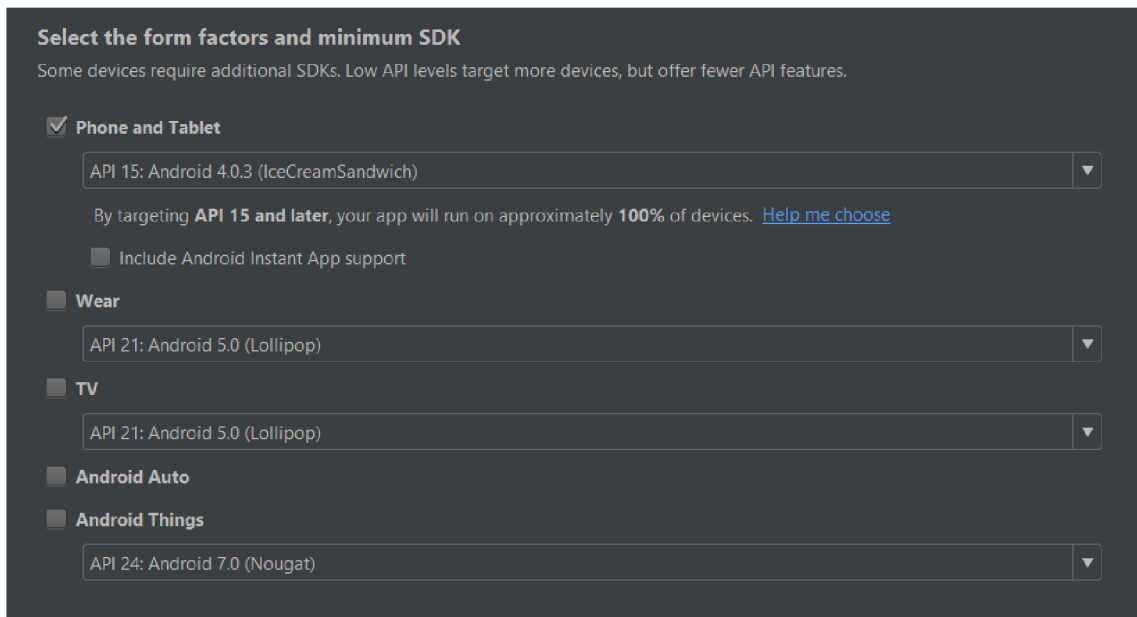 Select the form factors and minimum SDK
Some devices require additional SDKs. Low API levels target more devices, but offer fewer API features.
Phone and Tablet
API 15: Android 4.0.3 (IceCreamSandwich)
By targeting API 15 and later, your app will run on approximately 100% of devices. Help me choose
Include Android Instant App support
Wear
API 21: Android 5.0 (Lollipop)
TV
API 21: Android 5.0 (Lollipop)
Android Auto
Android Things
API 24: Android 7.0 (Nougat)